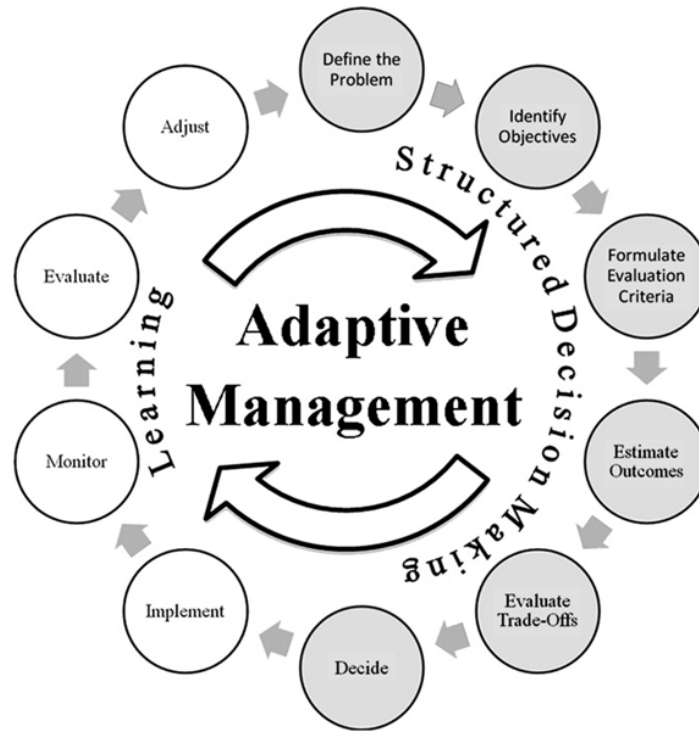 Define the
Problem
Identify
Objectives
Formulate
Evaluation
Criteria
Estimate
Outcomes
Evaluate
Trade-Offs
Decide
Implement
Monitor
Evaluate
Adjust
Structured Decision Making
Learning
Adaptive
Management